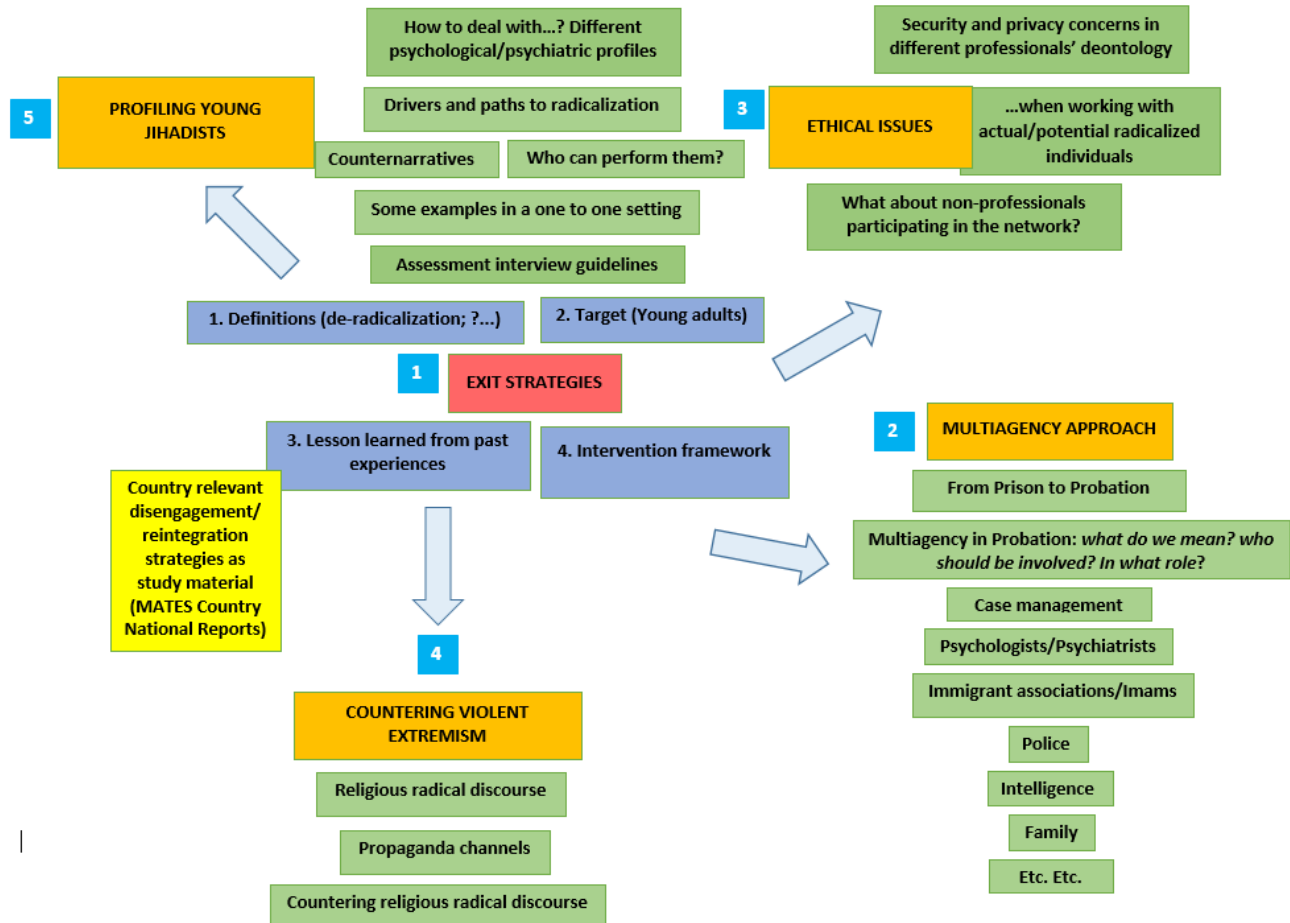 How to deal with…? Different
psychological/psychiatric profiles
Security and privacy concerns in
different professionals’ deontology
5
PROFILING YOUNG
JIHADISTS
Drivers and paths to radicalization
3
ETHICAL ISSUES
…when working with
actual/potential radicalized
individuals
Counternarratives
Who can perform them?
Some examples in a one to one setting
What about non-professionals
participating in the network?
Assessment interview guidelines
1. Definitions (de-radicalization; ?...)
2. Target (Young adults)
1
EXIT STRATEGIES
3. Lesson learned from past
experiences
4. Intervention framework
2
MULTIAGENCY APPROACH
Country relevant
disengagement/
reintegration
strategies as
study material
(MATES Country
National Reports)
From Prison to Probation
Multiagency in Probation: what do we mean? who
should be involved? In what role?
Case management
Psychologists/Psychiatrists
Immigrant associations/Imams
Police
Intelligence
Family
Etc. Etc.
4
COUNTERING VIOLENT
EXTREMISM
Religious radical discourse
Propaganda channels
Countering religious radical discourse